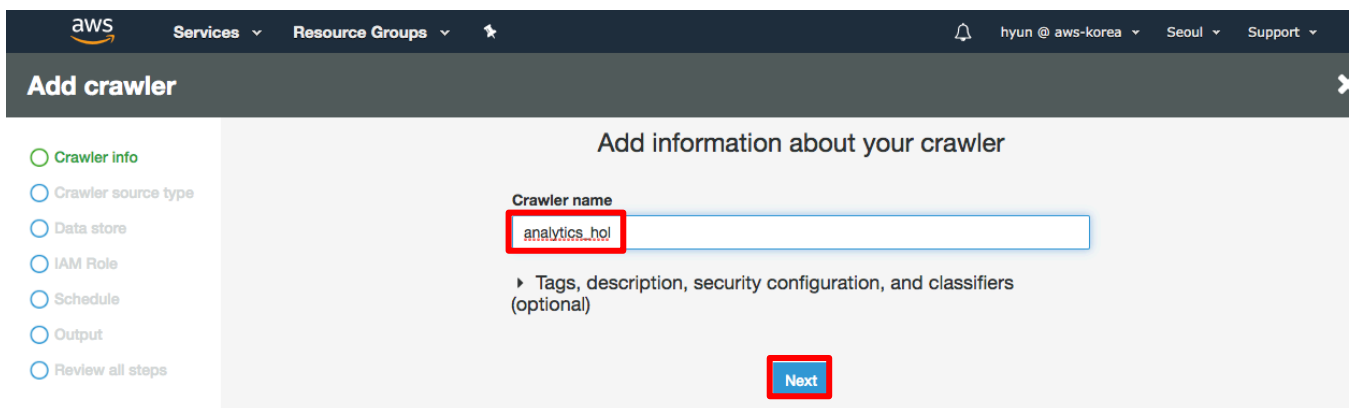 aws Services Resource Groups hyun @ aws-korea Seoul Support
Add crawler
Crawler info
Crawler source type
Data store
IAM Role
Schedule
Output
Review all steps
Add information about your crawler
Crawler name
analytics_hol
Tags, description, security configuration, and classifiers
(optional)
Next